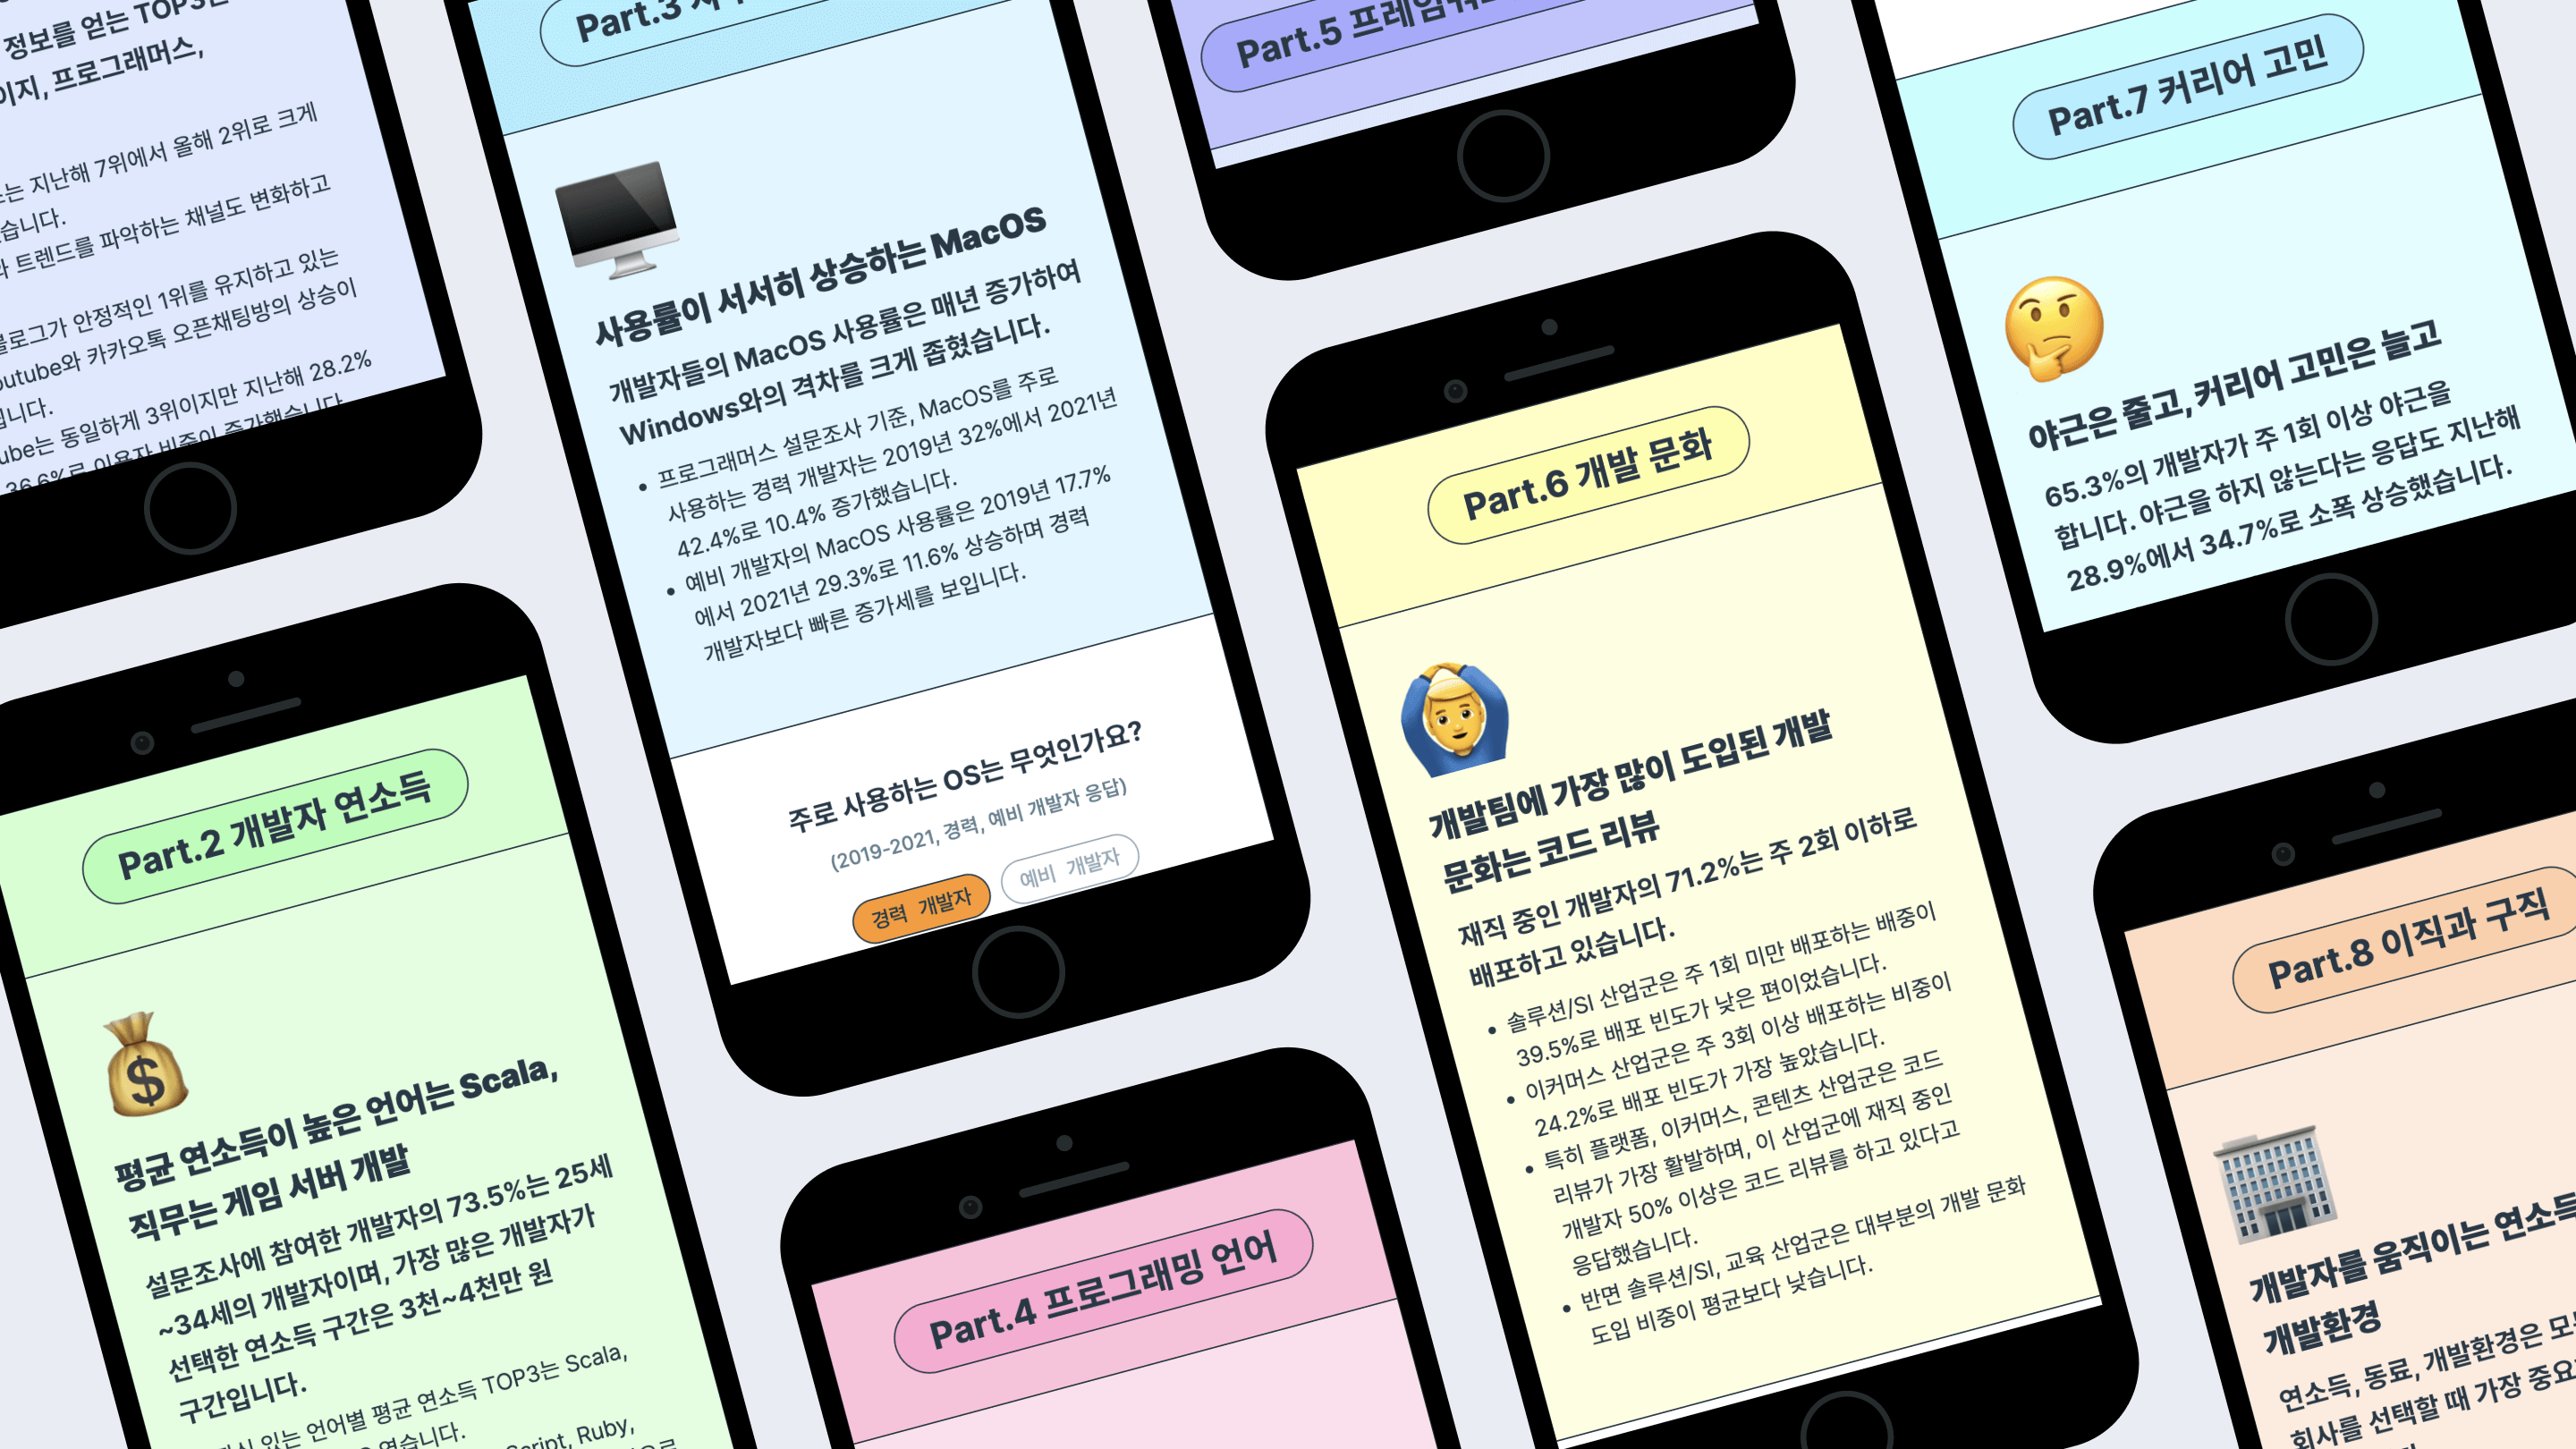 정보를 얻는 TOP3는
이지, 프로그래머스,
는 지난해 7위에서 올해 2위로 크게
습니다.
트렌드를 파악하는 채널도 변화하고
블로그가 안정적인 1위를 유지하고 있는
outube와 카카오톡 오픈채팅방의 상승이
니다.
ube는 동일하게 3위이지만 지난해 28.2%
36.6%로 이용자 비중이 증가했습니다
Part.2 개발자 연소득
평균 연소득이 높은 언어는 Scala,
직무는 게임 서버 개발
설문조사에 참여한 개발자의 73.5%는 25세
~34세의 개발자이며, 가장 많은 개발자가
선택한 연소득 구간은 3천~4천만 원
구간입니다.
있는 언어별 평균 연소득 TOP3는 Scala,
였습니다.
Script, Ruby,
Part.3
사용률이 서서히 상승하는 MacOS
개발자들의 MacOS 사용률은 매년 증가하여
Windows와의 격차를 크게 좁혔습니다.
• 프로그래머스 설문조사 기준, MacOS를 주로
사용하는 경력 개발자는 2019년 32%에서 2021년
42.4%로 10.4% 증가했습니다.
• 예비 개발자의 MacOS 사용률은 2019년 17.7%
에서 2021년 29.3%로 11.6% 상승하며 경력
개발자보다 빠른 증가세를 보입니다.
주로 사용하는 OS는 무엇인가요?
(2019-2021, 경력, 예비 개발자 응답)
경력 개발자 예비 개발자
Part.4 프로그래밍 언어
Part.5
Part.6 개발 문화
개발팀에 가장 많이 도입된 개발
문화는 코드 리뷰
재직 중인 개발자의 71.2%는 주 2회 이하로
배포하고 있습니다.
• 솔루션/SI 산업군은 주 1회 미만 배포하는 배중이
39.5%로 배포 빈도가 낮은 편이었습니다.
• 이커머스 산업군은 주 3회 이상 배포하는 비중이
24.2%로 배포 빈도가 가장 높았습니다.
• 특히 플랫폼, 이커머스, 콘텐츠 산업군은 코드
리뷰가 가장 활발하며, 이 산업군에 재직 중인
개발자 50% 이상은 코드 리뷰를 하고 있다고
응답했습니다.
• 반면 솔루션/SI, 교육 산업군은 대부분의 개발 문화
도입 비중이 평균보다 낮습니다.
Part.7 커리어 고민
야근은 줄고, 커리어 고민은 늘고
65.3%의 개발자가 주 1회 이상 야근을
합니다. 야근을 하지 않는다는 응답도 지난해
28.9%에서 34.7%로 소폭 상승했습니다.
Part.8 이직과 구직
개발자를 움직이는 연소득
개발환경
연소득, 동료, 개발환경은
회사를 선택할 때 가장 중요